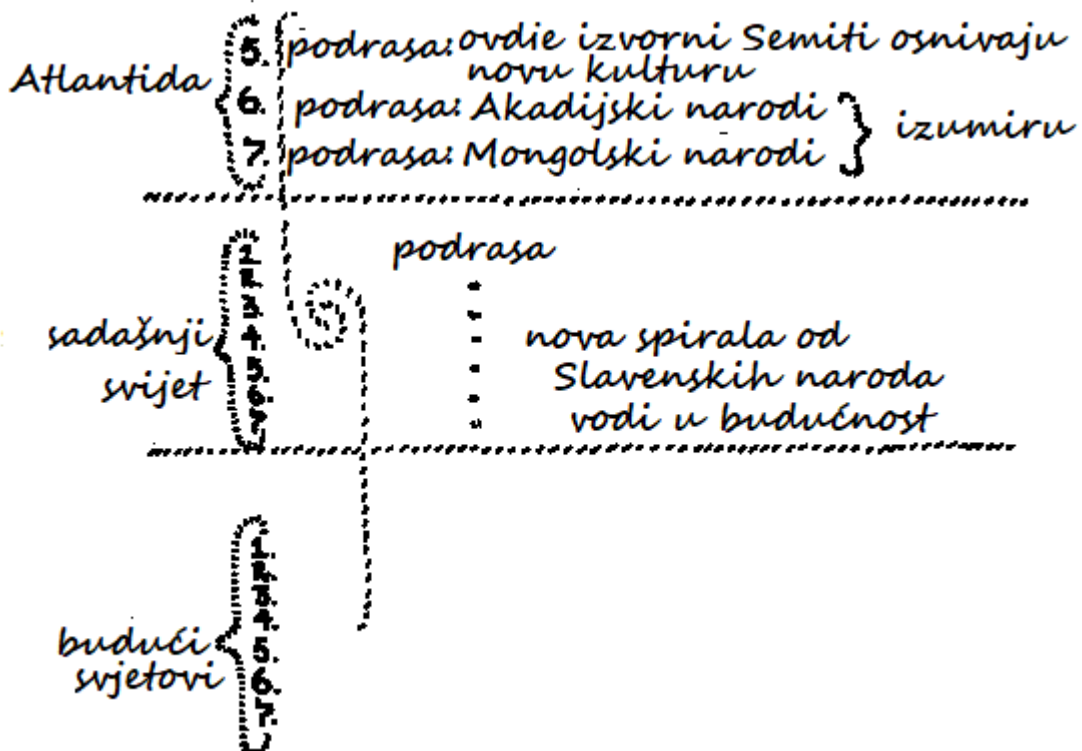 5. podrasa: ovdie izvorni Semiti osnivaju
novu kulturu
Atlantida
6. podrasa: Akadijski narodi
izumiru
7. podrasa: Mongolski narodi
podrasa
sadašnji
svijet
1.
2.
3.
4.
5.
6.
7.
nova spirala od
Slavenskih naroda
vodi u budućnost
budući
svjetovi
1.
2.
3.
4.
5.
6.
7.